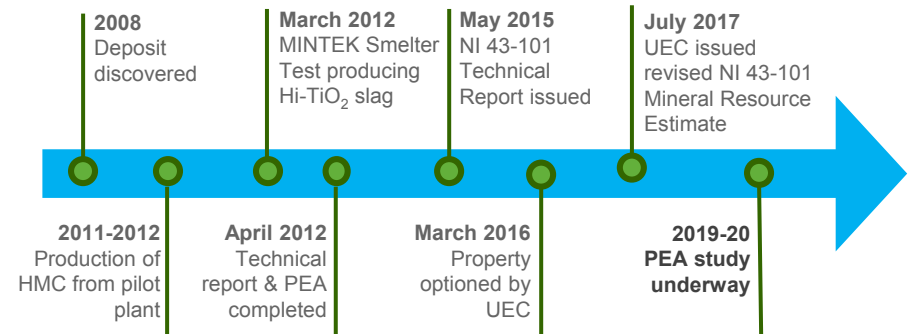 2008
Deposit
discovered
March 2012
MINTEK Smelter
Test producing
Hi-TiO₂ slag
May 2015
NI 43-101
Technical
Report issued
July 2017
UEC issued
revised NI 43-101
Mineral Resource
Estimate
2011-2012
Production of
HMC from pilot
plant
April 2012
Technical
report & PEA
completed
March 2016
Property
optioned by
UEC
2019-20
PEA study
underway